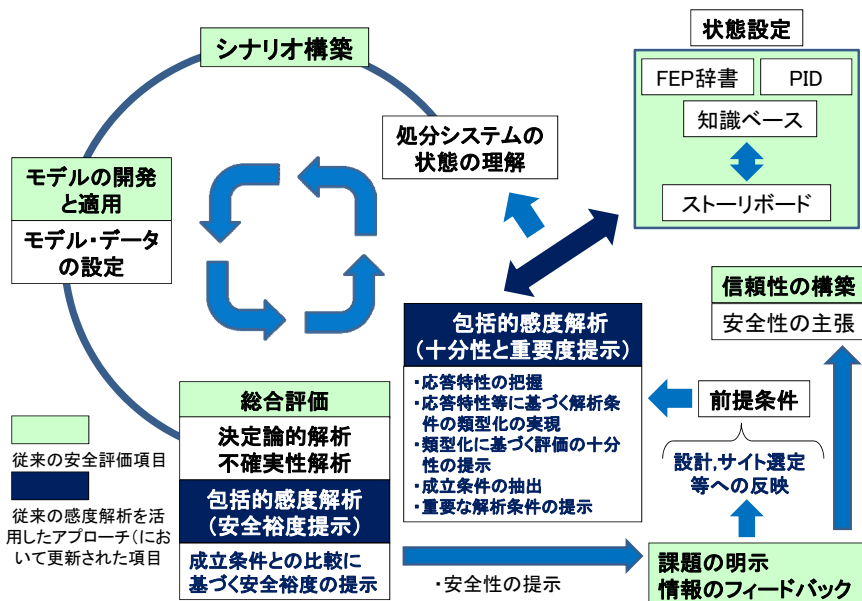 シナリオ構築
状態設定
FEP辞書
PID
知識ベース
ストーリボード
処分システムの
状態の理解
モデルの開発
と適用
モデル・データ
の設定
信頼性の構築
安全性の主張
包括的感度解析
(十分性と重要度提示)
・応答特性の把握
・応答特性等に基づく解析条
件の類型化の実現
・類型化に基づく評価の十分
性の提示
・成立条件の抽出
・重要な解析条件の提示
前提条件
設計,サイト選定
等への反映
総合評価
決定論的解析
不確実性解析
包括的感度解析
(安全裕度提示)
成立条件との比較に
基づく安全裕度の提示
従来の安全評価項目
従来の感度解析を活
用したアプローチ(にお
いて更新された項目
・安全性の提示
課題の明示
情報のフィードバック